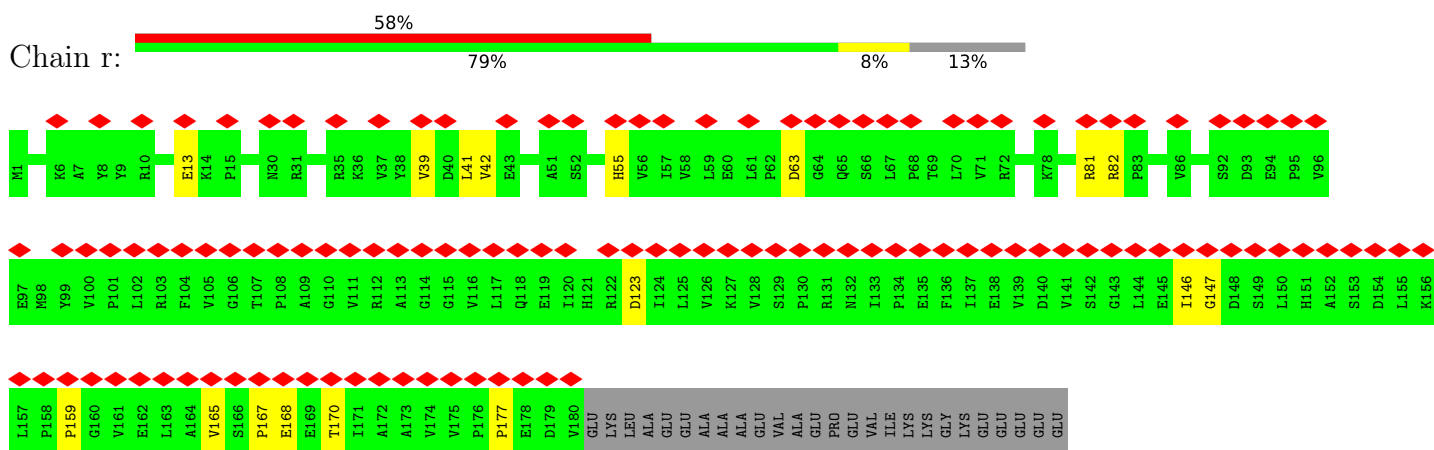 58%
Chain r:
79% 8% 13%
M1 K6 A7 Y8 Y9 R10 E13 K14 P15 N30 R31 R35 K36 V37 Y38 V39 D40 L41 V42 E43 A51 S52 H55 V56 I57 V58 L59 E60 L61 P62 D63 G64 Q65 S66 L67 P68 T69 L70 V71 R72 K78 R81 R82 P83 V86 S92 D93 E94 P95 V96
E97 M98 Y99 V100 P101 L102 R103 F104 V105 G106 T107 P108 A109 G110 V111 R112 A113 G114 G115 V116 L117 Q118 E119 I120 H121 R122 D123 I124 L125 V126 K127 V128 S129 P130 R131 N132 I133 P134 E135 F136 I137 E138 V139 D140 V141 S142 G143 L144 E145 I146 G147 D148 S149 L150 H151 A152 S153 D154 L155 K156
L157 P158 P159 G160 V161 E162 L163 A164 V165 S166 P167 E168 E169 T170 I171 A172 A173 V174 V175 P176 P177 E178 D179 V180 GLU LYS LEU ALA GLU GLU ALA ALA ALA GLU VAL ALA GLU PRO GLU VAL ILE LYS LYS GLY LYS GLU GLU GLU GLU GLU